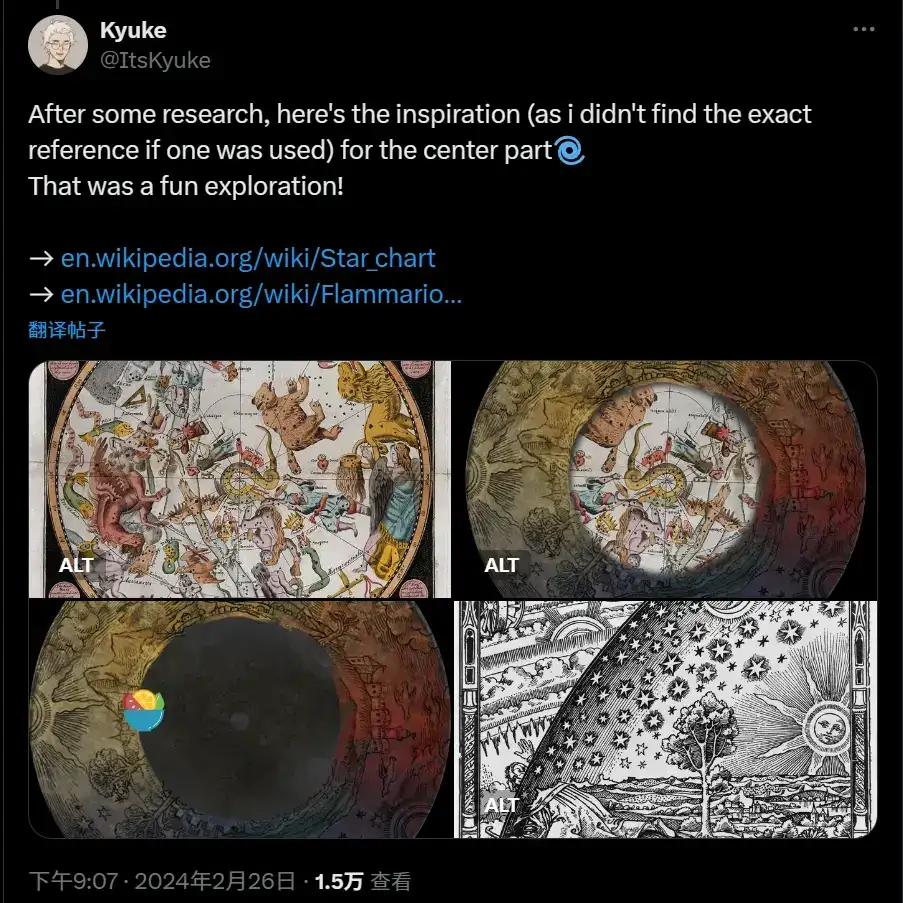 Kyuke
@ItsKyuke
After some research, here's the inspiration (as i didn't find the exact
reference if one was used) for the center part🌀
That was a fun exploration!
→ en.wikipedia.org/wiki/Star_chart
→ en.wikipedia.org/wiki/Flammario...
翻译帖子
ALT
ALT
ALT
下午9:07 · 2024年2月26日 · 1.5万 查看